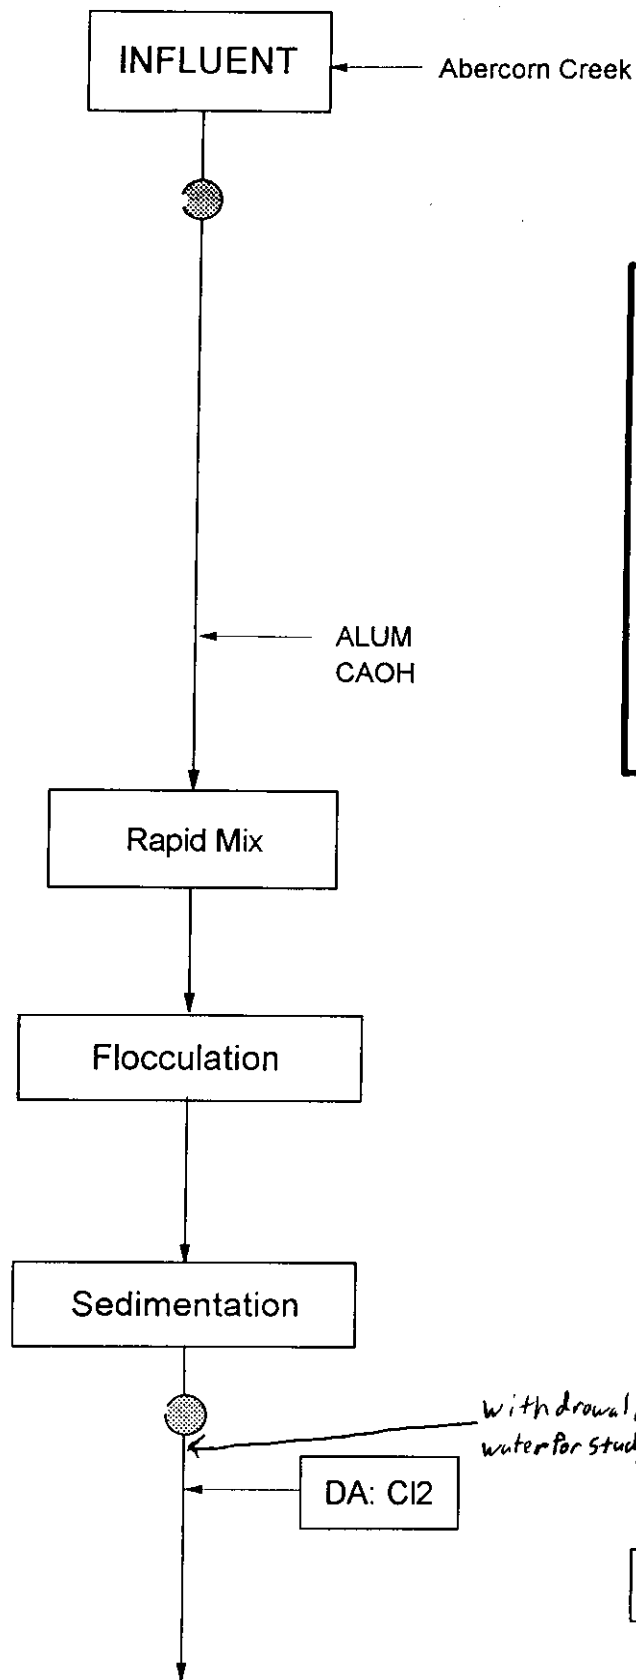 INFLUENT
Abercorn Creek
ALUM
CAOH
Rapid Mix
Flocculation
Sedimentation
withdrawal
water for stud
DA: Cl2